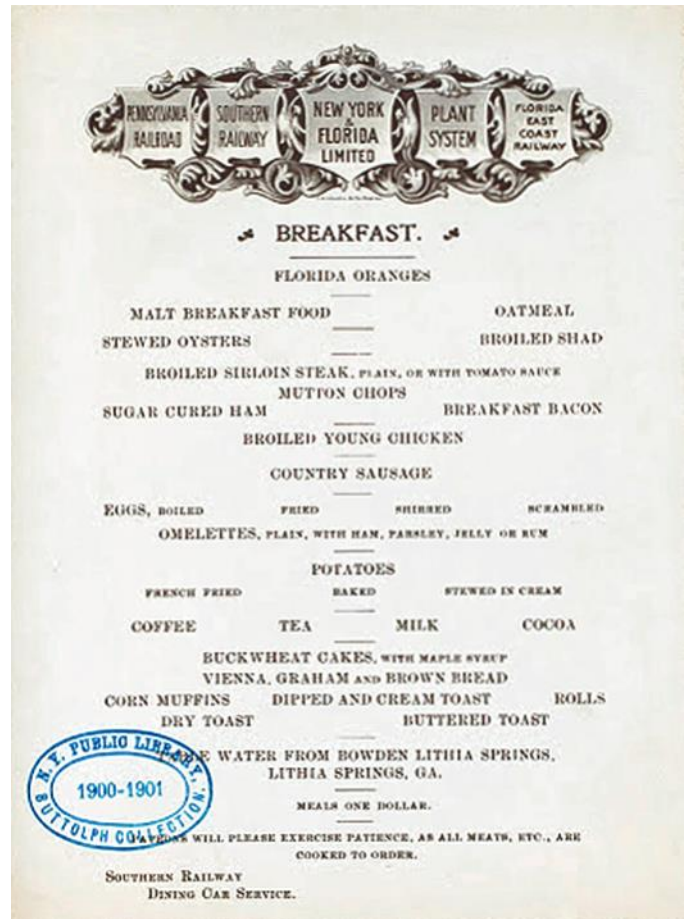 PENNSYLVANIA RAILROAD
SOUTHERN RAILWAY
NEW YORK & FLORIDA LIMITED
PLANT SYSTEM
FLORIDA EAST COAST RAILWAY
BREAKFAST.
FLORIDA ORANGES
MALT BREAKFAST FOOD OATMEAL
STEWED OYSTERS BROILED SHAD
BROILED SIRLOIN STEAK, PLAIN, OR WITH TOMATO SAUCE
MUTTON CHOPS
SUGAR CURED HAM BREAKFAST BACON
BROILED YOUNG CHICKEN
COUNTRY SAUSAGE
EGGS, BOILED FRIED SHIRRED SCRAMBLED
OMELETTES, PLAIN, WITH HAM, PARSLEY, JELLY OR RUM
POTATOES
FRENCH FRIED BAKED STEWED IN CREAM
COFFEE TEA MILK COCOA
BUCKWHEAT CAKES, WITH MAPLE SYRUP
VIENNA, GRAHAM AND BROWN BREAD
CORN MUFFINS DIPPED AND CREAM TOAST ROLLS
DRY TOAST BUTTERED TOAST
WATER FROM BOWDEN LITHIA SPRINGS,
LITHIA SPRINGS, GA.
MEALS ONE DOLLAR.
PATRONS WILL PLEASE EXERCISE PATIENCE, AS ALL MEATS, ETC., ARE
COOKED TO ORDER.
SOUTHERN RAILWAY
DINING CAR SERVICE.
N.Y. PUBLIC LIBRARY,
1900-1901
BUTTOLPH COLLECTION.